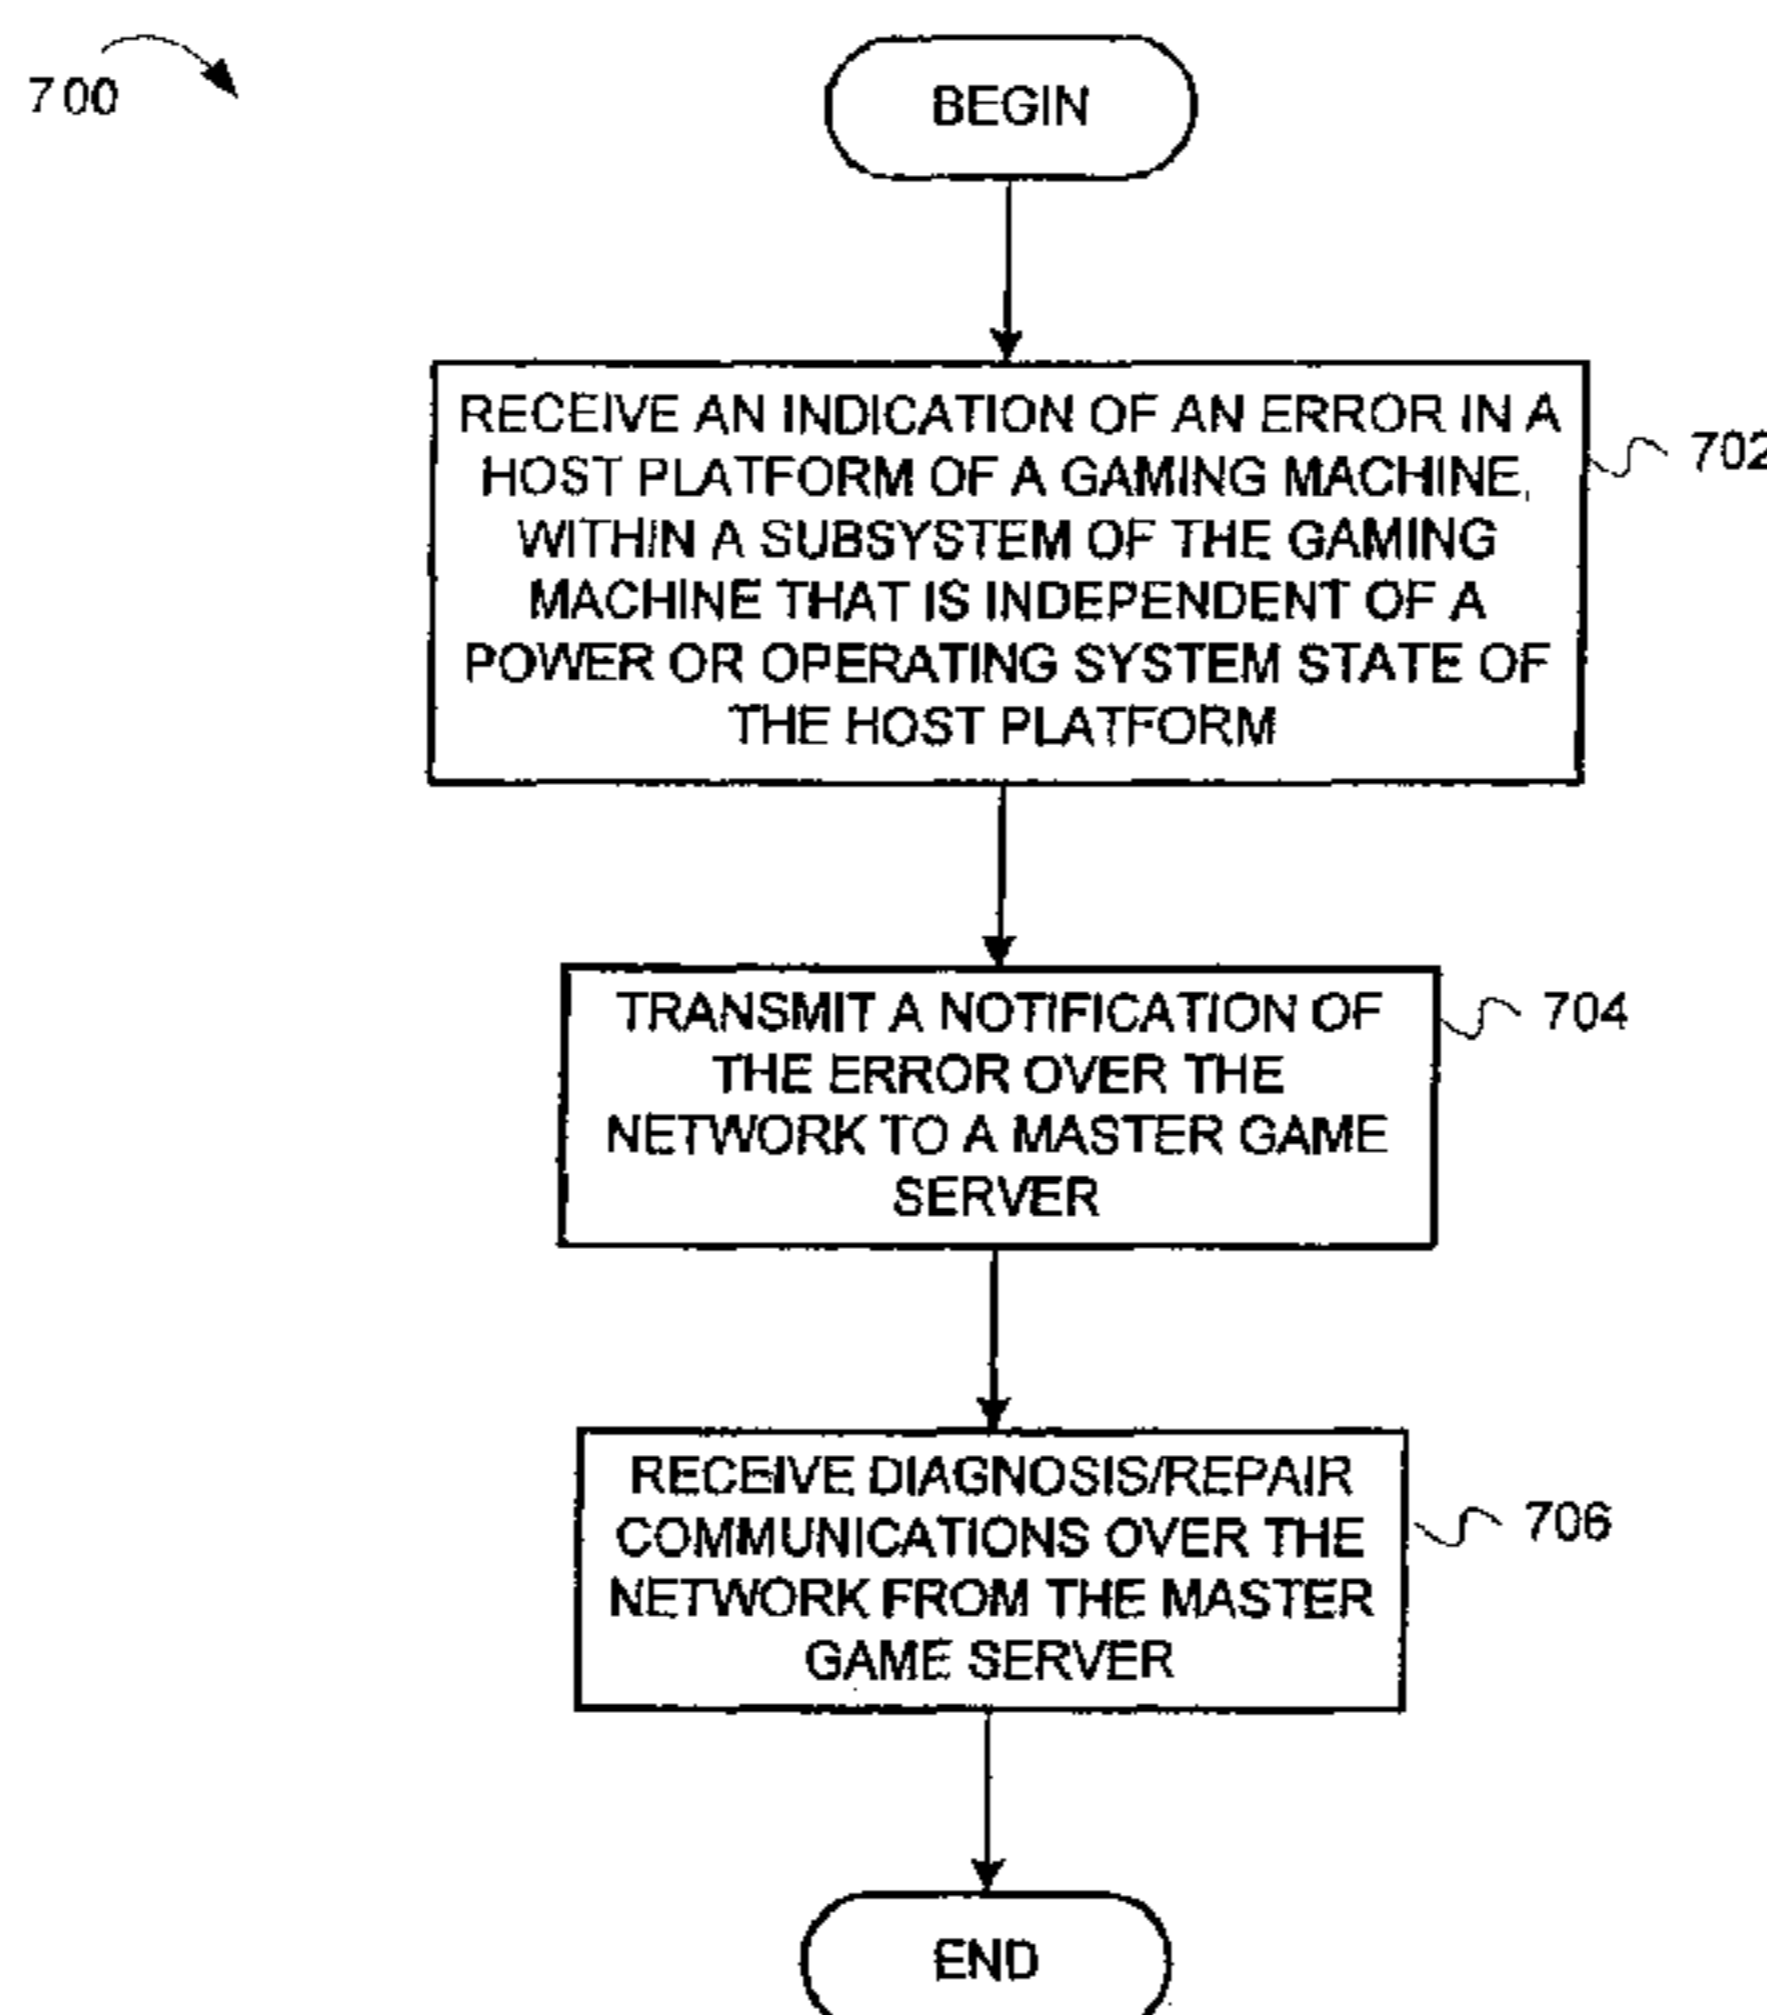 700
BEGIN
RECEIVE AN INDICATION OF AN ERROR IN A
HOST PLATFORM OF A GAMING MACHINE,
WITHIN A SUBSYSTEM OF THE GAMING
MACHINE THAT IS INDEPENDENT OF A
POWER OR OPERATING SYSTEM STATE OF
THE HOST PLATFORM
702
TRANSMIT A NOTIFICATION OF
THE ERROR OVER THE
NETWORK TO A MASTER GAME
SERVER
704
RECEIVE DIAGNOSIS/REPAIR
COMMUNICATIONS OVER THE
NETWORK FROM THE MASTER
GAME SERVER
706
END